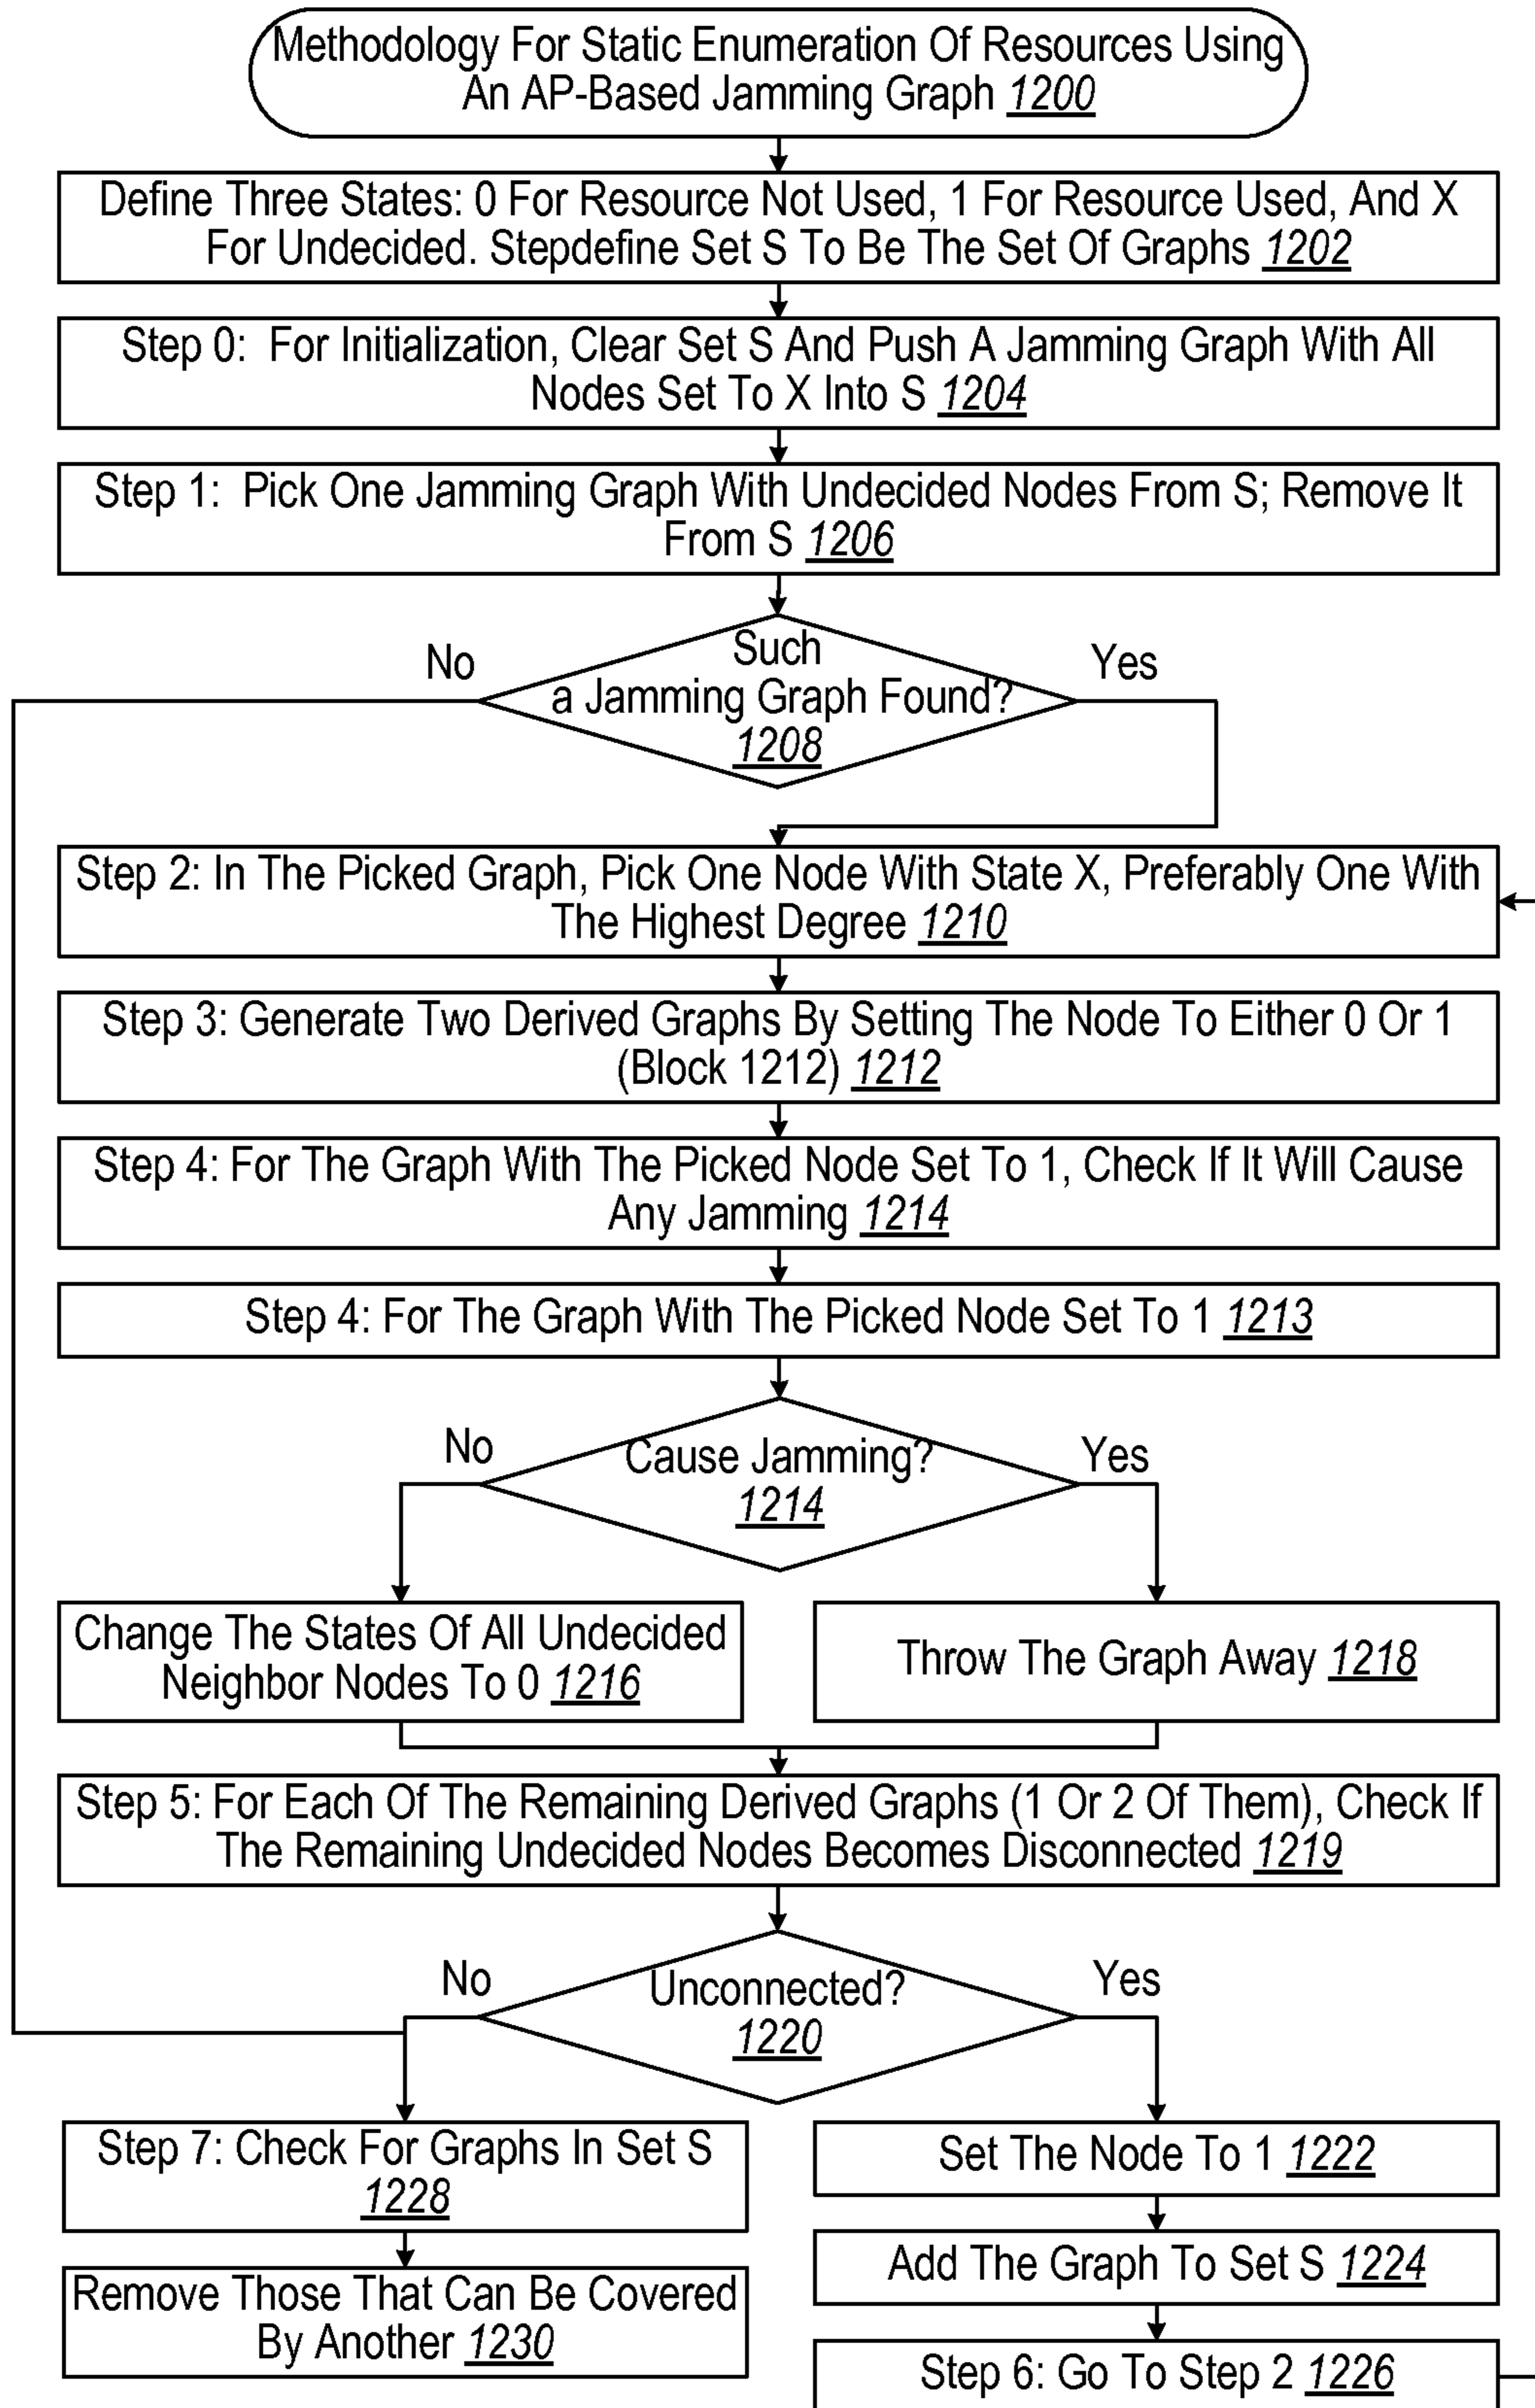 Methodology For Static Enumeration Of Resources Using
An AP-Based Jamming Graph 1200
Define Three States: 0 For Resource Not Used, 1 For Resource Used, And X
For Undecided. Stepdefine Set S To Be The Set Of Graphs 1202
Step 0: For Initialization, Clear Set S And Push A Jamming Graph With All
Nodes Set To X Into S 1204
Step 1: Pick One Jamming Graph With Undecided Nodes From S; Remove It
From S 1206
Such
a Jamming Graph Found?
1208
No
Yes
Step 2: In The Picked Graph, Pick One Node With State X, Preferably One With
The Highest Degree 1210
Step 3: Generate Two Derived Graphs By Setting The Node To Either 0 Or 1
(Block 1212) 1212
Step 4: For The Graph With The Picked Node Set To 1, Check If It Will Cause
Any Jamming 1214
Step 4: For The Graph With The Picked Node Set To 1 1213
Cause Jamming?
1214
No
Yes
Change The States Of All Undecided
Neighbor Nodes To 0 1216
Throw The Graph Away 1218
Step 5: For Each Of The Remaining Derived Graphs (1 Or 2 Of Them), Check If
The Remaining Undecided Nodes Becomes Disconnected 1219
Unconnected?
1220
No
Yes
Step 7: Check For Graphs In Set S
1228
Remove Those That Can Be Covered
By Another 1230
Set The Node To 1 1222
Add The Graph To Set S 1224
Step 6: Go To Step 2 1226